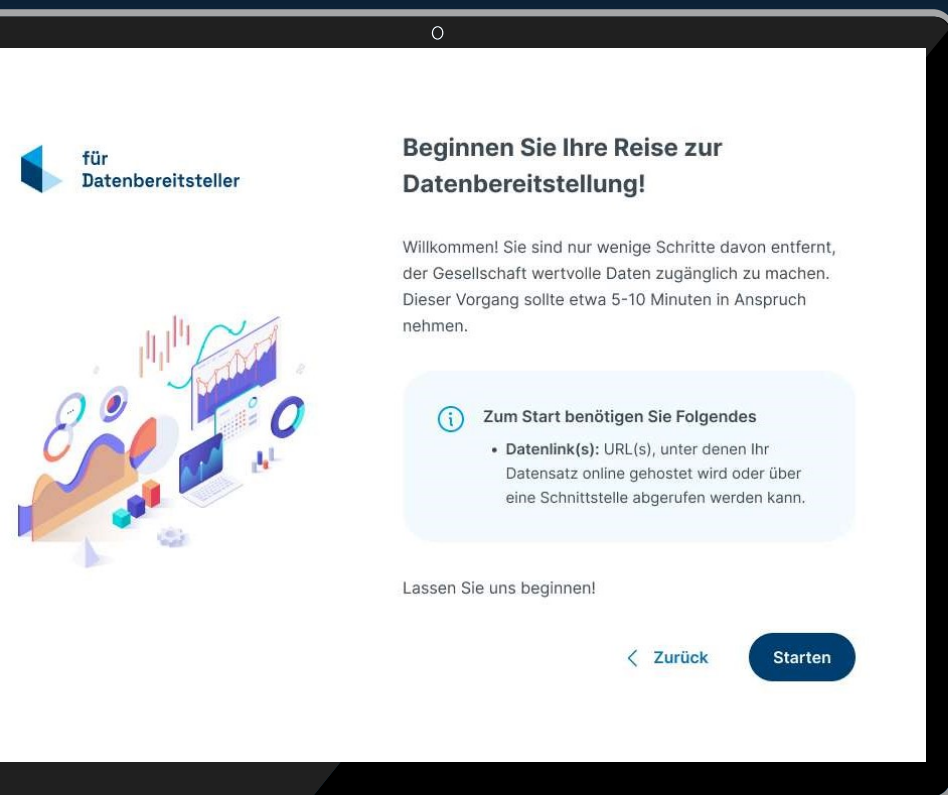 für
Datenbereitsteller
Beginnen Sie Ihre Reise zur
Datenbereitstellung!
Willkommen! Sie sind nur wenige Schritte davon entfernt,
der Gesellschaft wertvolle Daten zugänglich zu machen.
Dieser Vorgang sollte etwa 5-10 Minuten in Anspruch
nehmen.
Zum Start benötigen Sie Folgendes
• Datenlink(s): URL(s), unter denen Ihr
Datensatz online gehostet wird oder über
eine Schnittstelle abgerufen werden kann.
Lassen Sie uns beginnen!
Zurück
Starten